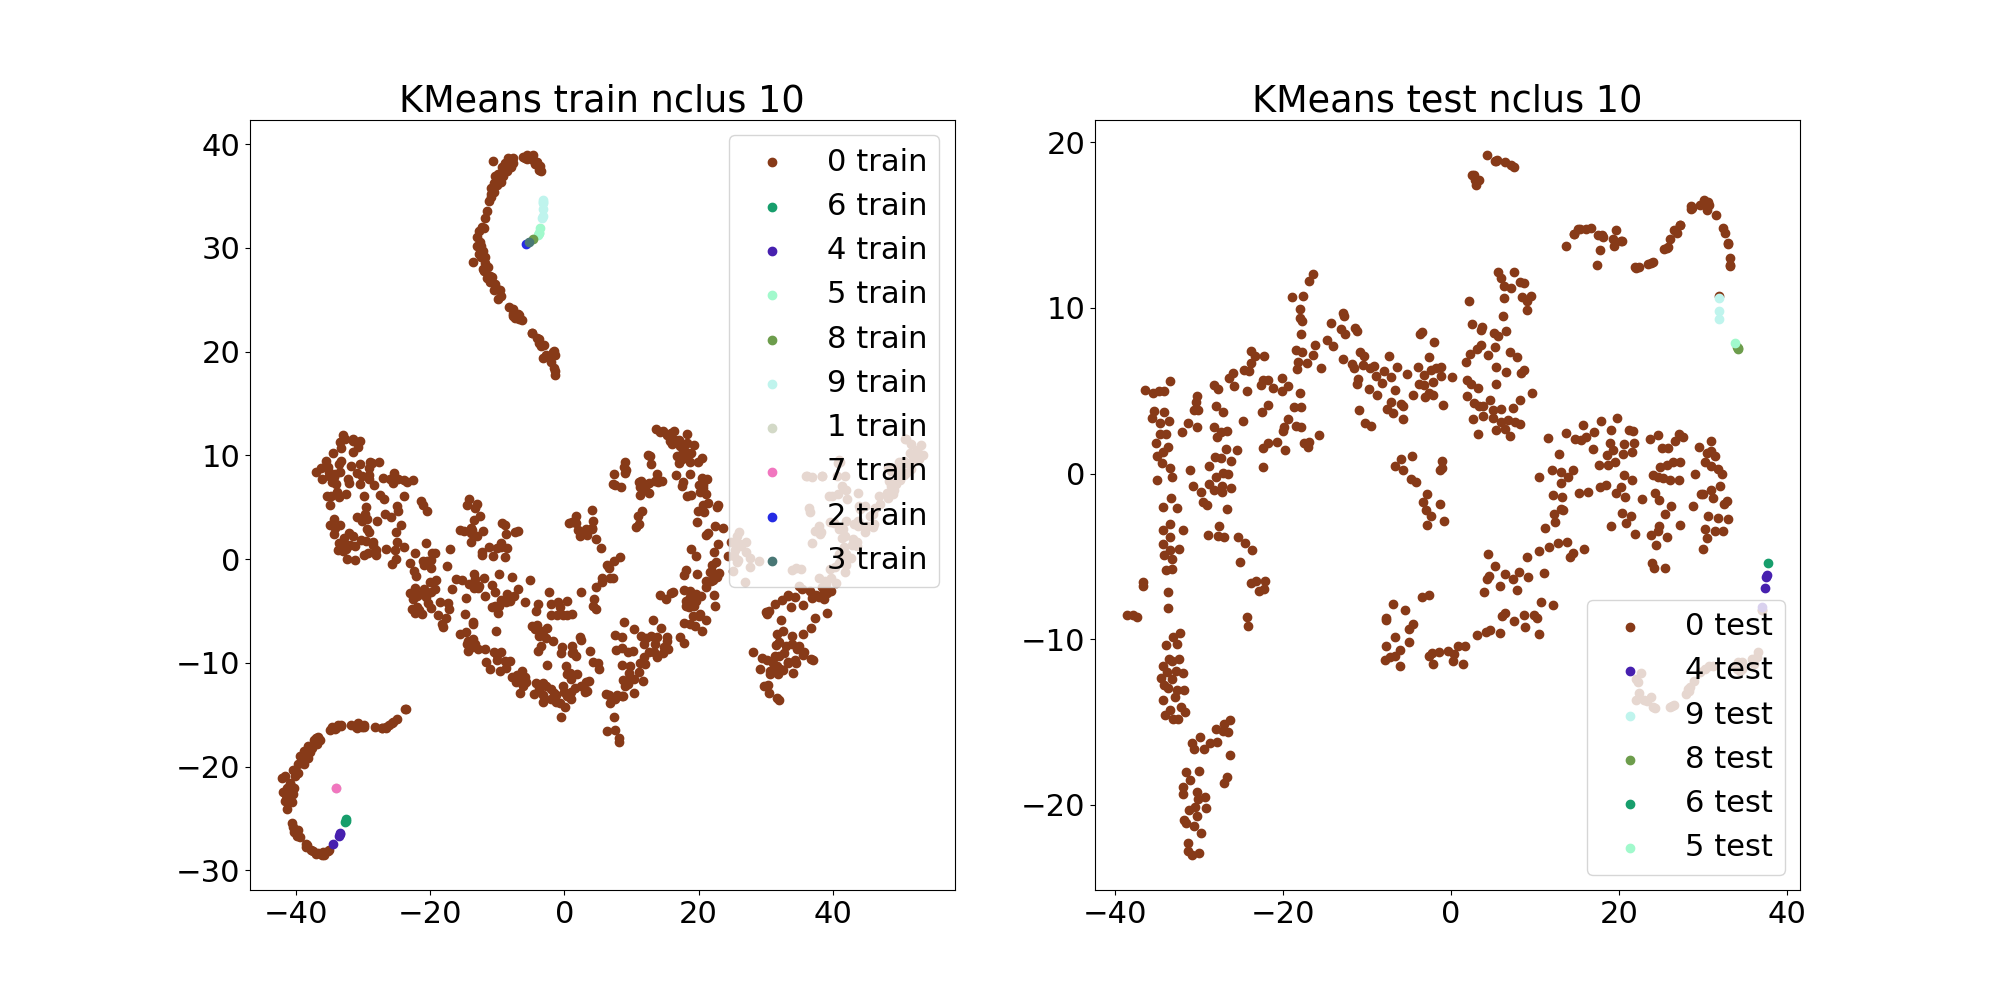 KMeans train nclus 10
40
30
20
10
0
−10
−20
−30
−40
−20
0
20
40
0 train
6 train
4 train
5 train
8 train
9 train
1 train
7 train
2 train
3 train
KMeans test nclus 10
20
10
0
−10
−20
−40
−20
0
20
40
0 test
4 test
9 test
8 test
6 test
5 test